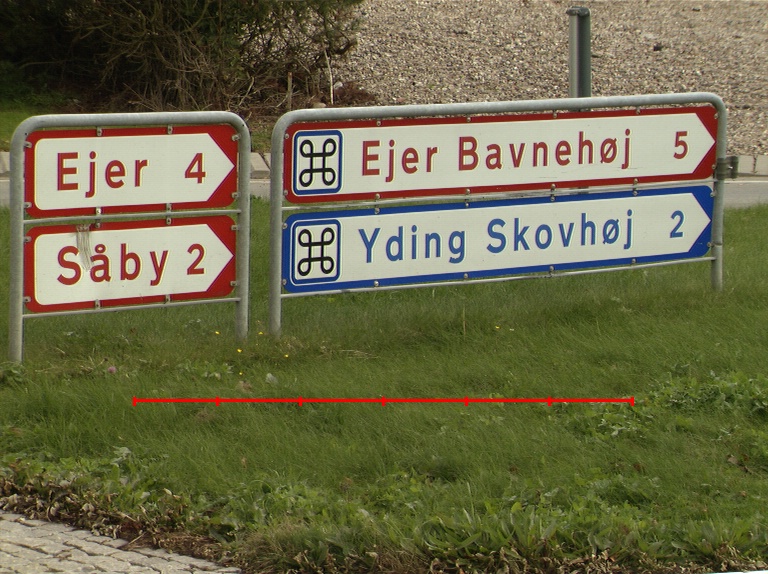 Ejer 4
Såby 2
Ejer Bavnehøj 5
Yding Skovhøj 2